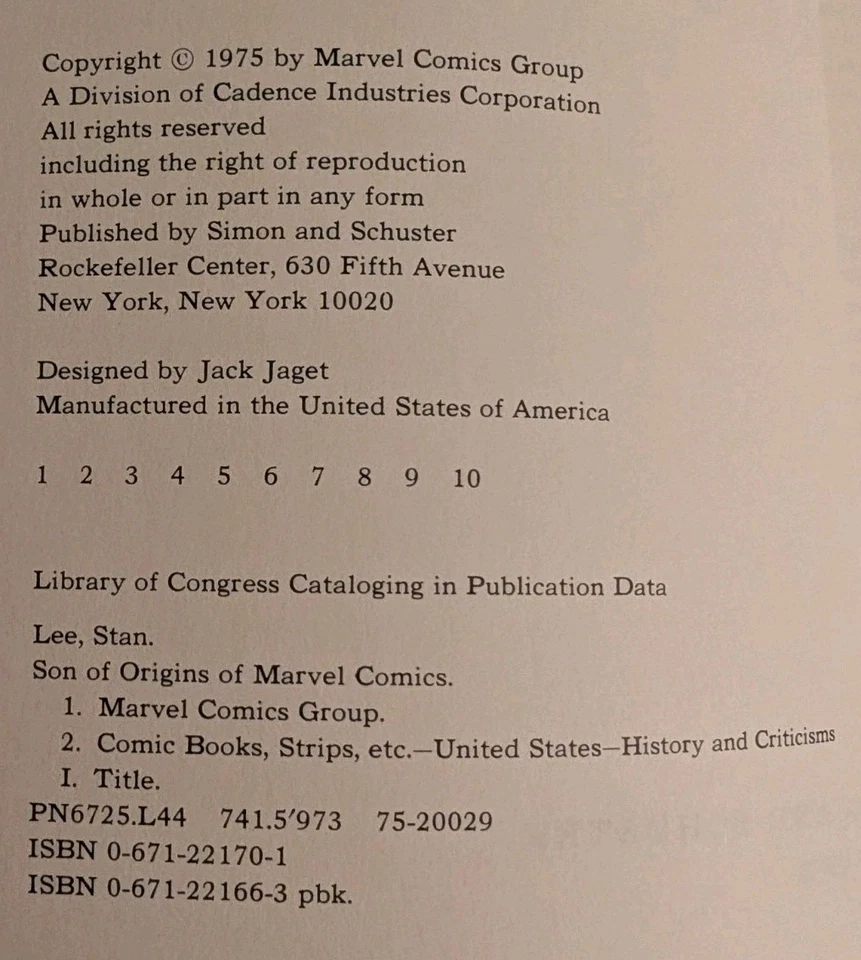 Copyright © 1975 by Marvel Comics Group
A Division of Cadence Industries Corporation
All rights reserved
including the right of reproduction
in whole or in part in any form
Published by Simon and Schuster
Rockefeller Center, 630 Fifth Avenue
New York, New York 10020
Designed by Jack Jaget
Manufactured in the United States of America
1 2 3 4 5 6 7 8 9 10
Library of Congress Cataloging in Publication Data
Lee, Stan.
Son of Origins of Marvel Comics.
1. Marvel Comics Group.
2. Comic Books, Strips, etc.—United States—History and Criticisms
I. Title.
PN6725.L44 741.5′973 75-20029
ISBN 0-671-22170-1
ISBN 0-671-22166-3 pbk.